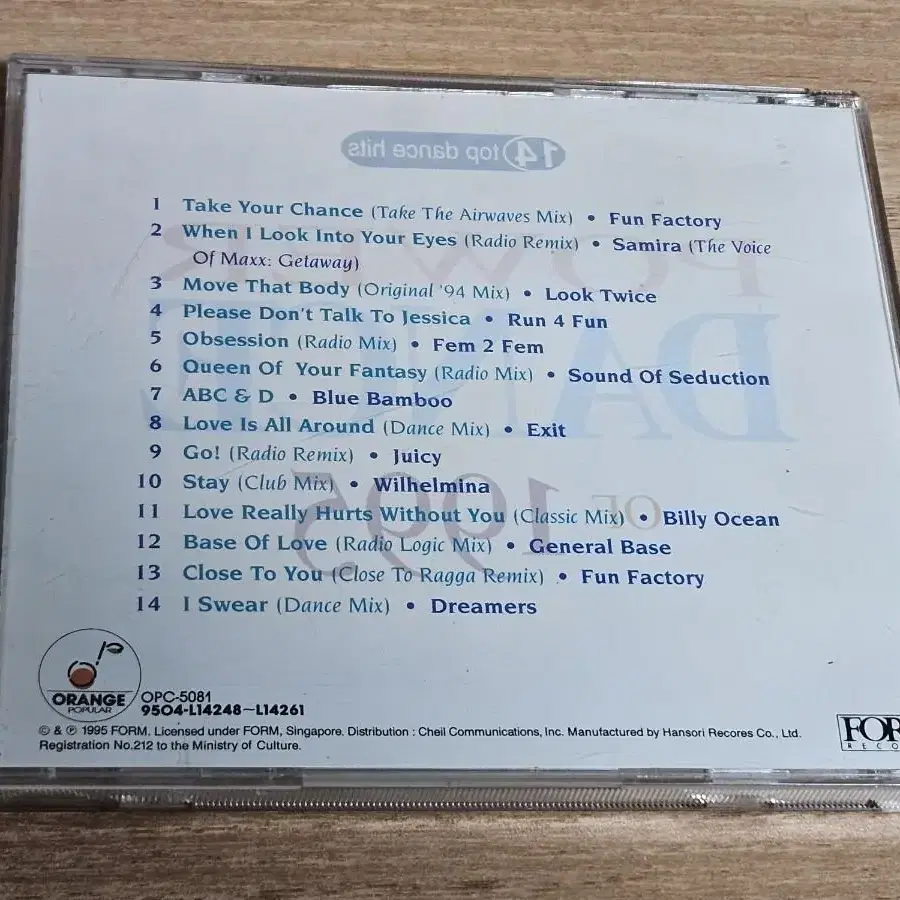 14 top dance hits
1 Take Your Chance (Take The Airwaves Mix) • Fun Factory
2 When I Look Into Your Eyes (Radio Remix) • Samira (The Voice
Of Maxx: Getaway)
3 Move That Body (Original '94 Mix) • Look Twice
4 Please Don't Talk To Jessica • Run 4 Fun
5 Obsession (Radio Mix) • Fem 2 Fem
6 Queen Of Your Fantasy (Radio Mix) • Sound Of Seduction
7 ABC & D • Blue Bamboo
8 Love Is All Around (Dance Mix) • Exit
9 Go! (Radio Remix) • Juicy
10 Stay (Club Mix) • Wilhelmina
11 Love Really Hurts Without You (Classic Mix) • Billy Ocean
12 Base Of Love (Radio Logic Mix) • General Base
13 Close To You (Close To Ragga Remix) • Fun Factory
14 I Swear (Dance Mix) • Dreamers
POWER
DANCE
OF 1995
ORANGE
POPULAR
OPC-5081
9504-L14248~L14261
© & ℗ 1995 FORM. Licensed under FORM, Singapore. Distribution : Cheil Communications, Inc. Manufactured by Hansori Recores Co., Ltd.
Registration No.212 to the Ministry of Culture.
FOR
RECO